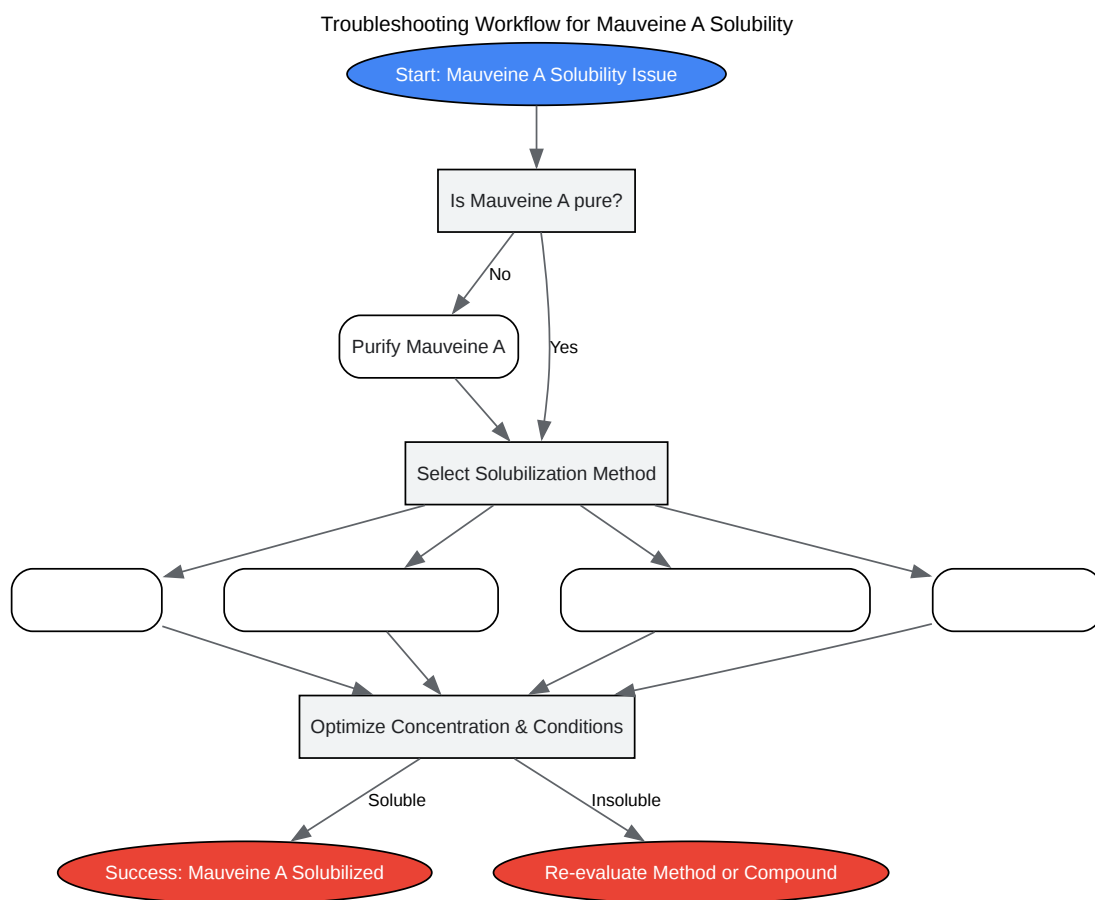 Troubleshooting Workflow for Mauveine A Solubility
Start: Mauveine A Solubility Issue
Is Mauveine A pure?
No
Purify Mauveine A
Yes
Select Solubilization Method
Optimize Concentration & Conditions
Soluble
Insoluble
Success: Mauveine A Solubilized
Re-evaluate Method or Compound